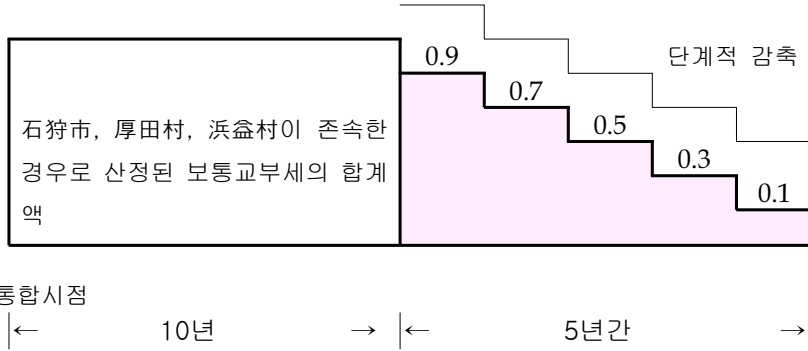 0.9
단계적 감축
0.7
0.5
0.3
0.1
石狩市, 厚田村, 浜益村이 존속한
경우로 산정된 보통교부세의 합계
액
통합시점
|← 10년 → |← 5년간 →